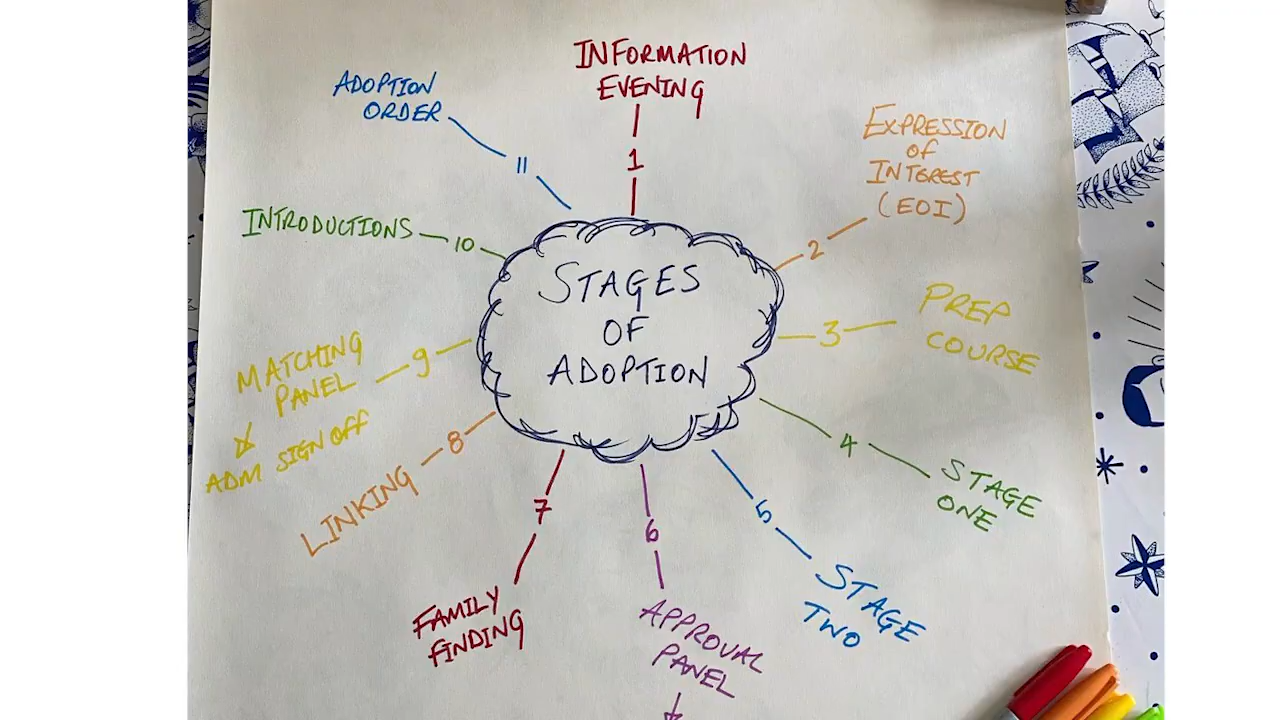 STAGES
OF
ADOPTION
1
INFORMATION
EVENING
2
EXPRESSION
of
INTEREST
(EOI)
3
PREP
COURSE
4
STAGE
ONE
5
STAGE
TWO
6
APPROVAL
PANEL
7
FAMILY
FINDING
8
LINKING
9
MATCHING
PANEL
ADM SIGN OFF
10
INTRODUCTIONS
11
ADOPTION
ORDER